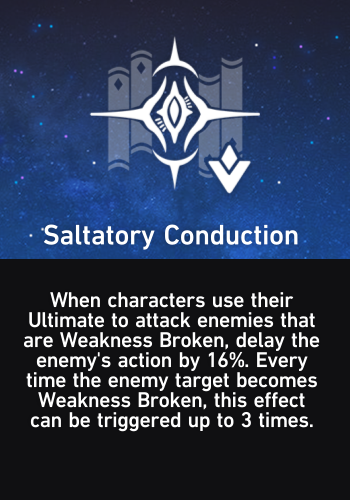 Saltatory Conduction
When characters use their
Ultimate to attack enemies that
are Weakness Broken, delay the
enemy's action by 16%. Every
time the enemy target becomes
Weakness Broken, this effect
can be triggered up to 3 times.